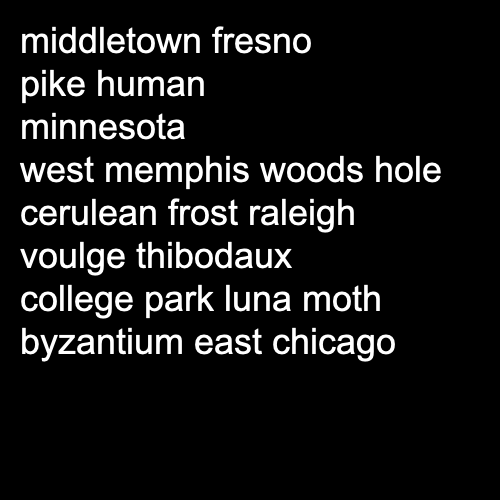 middletown fresno
pike human
minnesota
west memphis woods hole
cerulean frost raleigh
voulge thibodaux
college park luna moth
byzantium east chicago